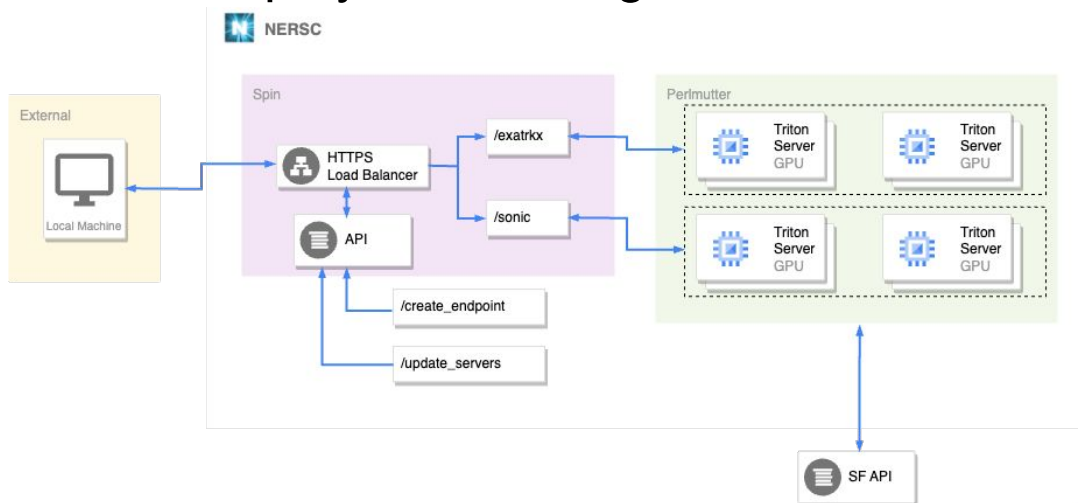 NERSC
External
Local Machine
Spin
HTTPS
Load Balancer
API
/exatrkx
/sonic
/create_endpoint
/update_servers
Perlmutter
Triton
Server
GPU
Triton
Server
GPU
Triton
Server
GPU
Triton
Server
GPU
SF API